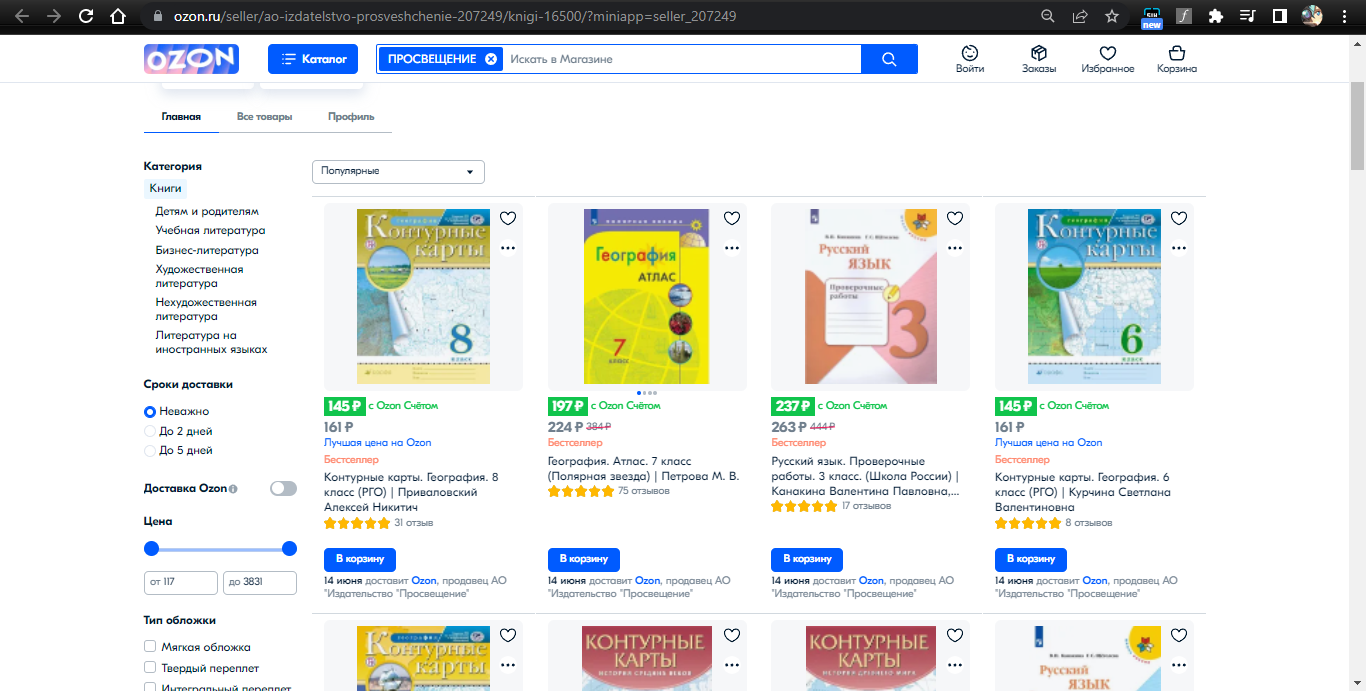 ozon.ru/seller/ao-izdatelstvo-prosveshchenie-207249/knigi-16500/?miniapp=seller_207249
new
OZON
Каталог
ПРОСВЕЩЕНИЕ
Искать в Магазине
Войти
Заказы
Избранное
Корзина
Главная
Все товары
Профиль
Категория
Книги
Детям и родителям
Учебная литература
Бизнес-литература
Художественная
литература
Нехудожественная
литература
Литература на
иностранных языках
Сроки доставки
Неважно
До 2 дней
До 5 дней
Доставка Ozon
Цена
от 117
до 3831
Тип обложки
Мягкая обложка
Твердый переплет
Интегральный переплет
Популярные
география
Контурные
карты
8
класс
145 ₽ с Ozon Счётом
161 ₽
Лучшая цена на Ozon
Бестселлер
Контурные карты. География. 8
класс (РГО) | Приваловский
Алексей Никитич
31 отзыв
В корзину
14 июня доставит Ozon, продавец АО
"Издательство "Просвещение"
География
АТЛАС
7
класс
197 ₽ с Ozon Счётом
224 ₽ 384 ₽
Бестселлер
География. Атлас. 7 класс
(Полярная звезда) | Петрова М. В.
75 отзывов
В корзину
14 июня доставит Ozon, продавец АО
"Издательство "Просвещение"
Русский
язык
Проверочные
работы
3
237 ₽ с Ozon Счётом
263 ₽ 444 ₽
Бестселлер
Русский язык. Проверочные
работы. 3 класс. (Школа России) |
Канакина Валентина Павловна,...
17 отзывов
В корзину
14 июня доставит Ozon, продавец АО
"Издательство "Просвещение"
география
Контурные
карты
6
класс
145 ₽ с Ozon Счётом
161 ₽
Лучшая цена на Ozon
Бестселлер
Контурные карты. География. 6
класс (РГО) | Курчина Светлана
Валентиновна
8 отзывов
В корзину
14 июня доставит Ozon, продавец АО
"Издательство "Просвещение"
география
Контурные
карты
КОНТУРНЫЕ
КАРТЫ
ИСТОРИЯ СРЕДНИХ ВЕКОВ
КОНТУРНЫЕ
КАРТЫ
ИСТОРИЯ ДРЕВНЕГО МИРА
Русский
язык